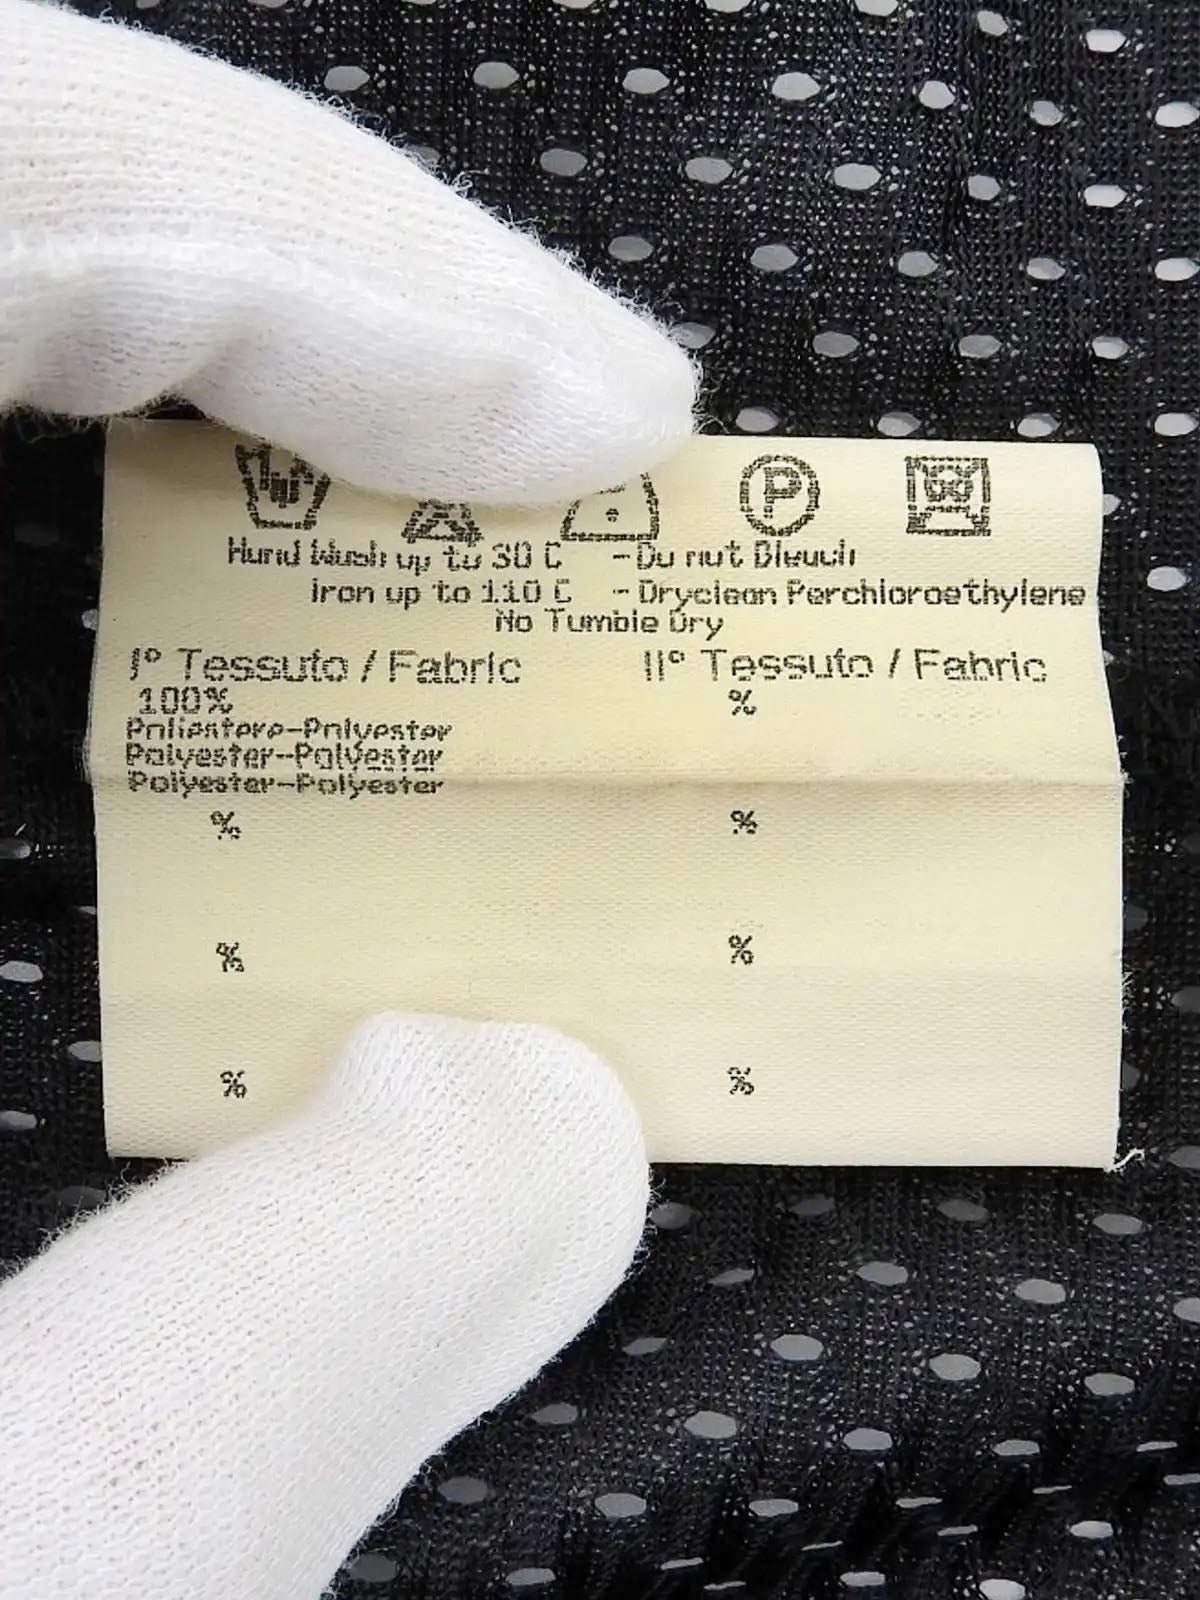 P
Hand Wash up to 30 C - Do not Bleach
Iron up to 110 C - Dryclean Perchloroethylene
No Tumble Dry
I° Tessuto / Fabric II° Tessuto / Fabric
100% %
Poliestere-Polyester
Polyester-Polyester
Polyester-Polyester
% %
% %
% %